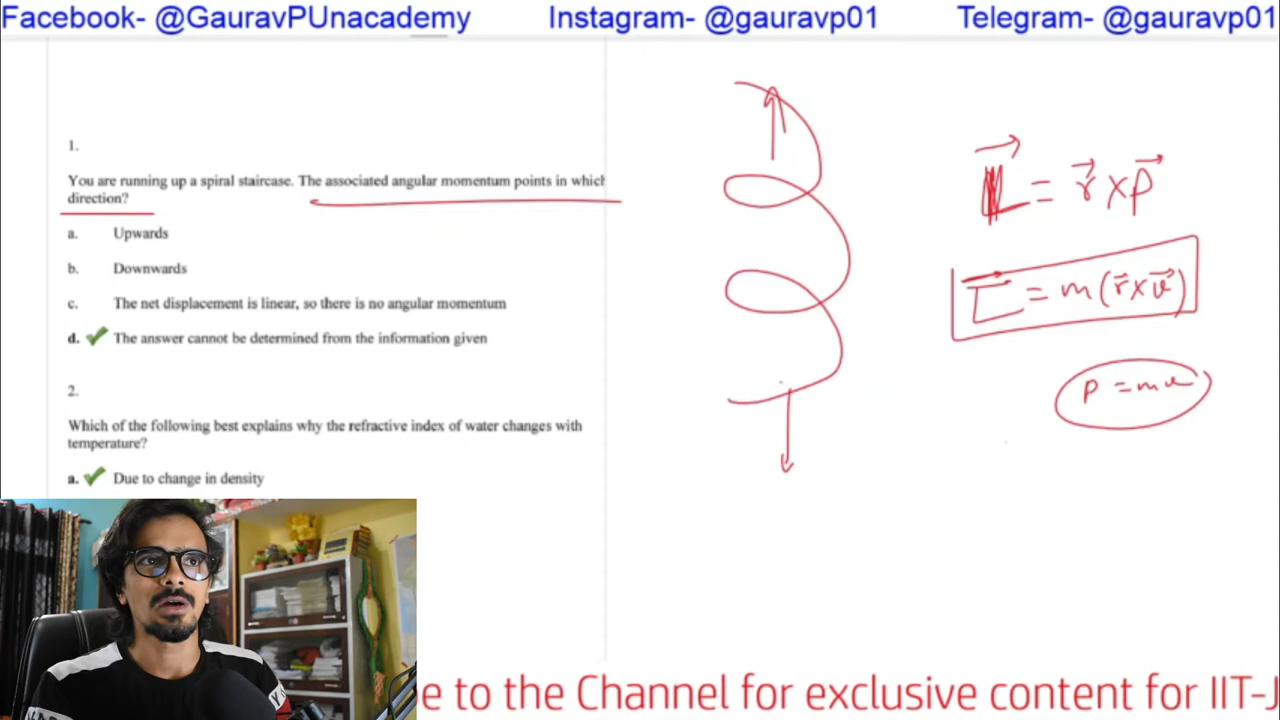 Facebook- @GauravPUnacademy Instagram- @gauravp01 Telegram- @gauravp01
1.
You are running up a spiral staircase. The associated angular momentum points in which
direction?
a. Upwards
b. Downwards
c. The net displacement is linear, so there is no angular momentum
d. The answer cannot be determined from the information given
2.
Which of the following best explains why the refractive index of water changes with
temperature?
a. Due to change in density
L = r × p
L = m(r × v)
p = mv
e to the Channel for exclusive content for IIT-J